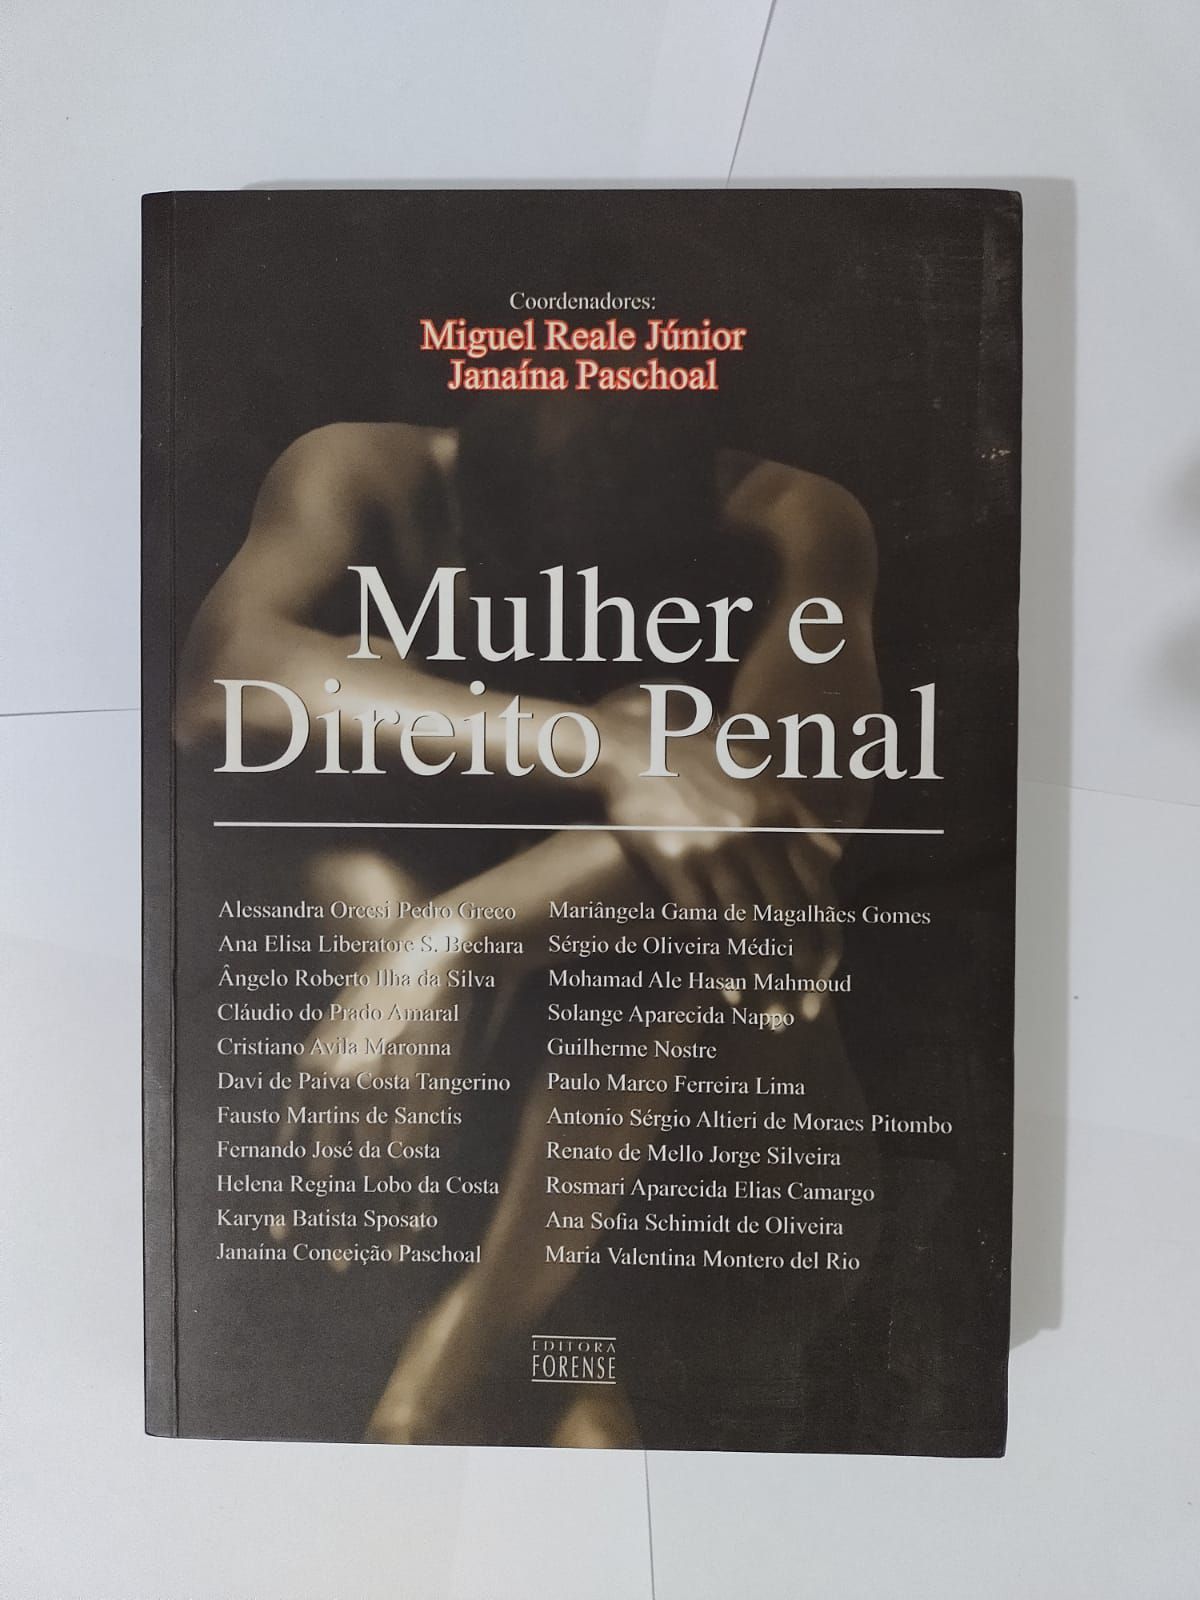 Coordenadores:
Miguel Reale Júnior
Janaína Paschoal
Mulher e
Direito Penal
Alessandra Orcesi Pedro Greco
Ana Elisa Liberatore S. Bechara
Ângelo Roberto Ilha da Silva
Cláudio do Prado Amaral
Cristiano Avila Maronna
Davi de Paiva Costa Tangerino
Fausto Martins de Sanctis
Fernando José da Costa
Helena Regina Lobo da Costa
Karyna Batista Sposato
Janaína Conceição Paschoal
Mariângela Gama de Magalhães Gomes
Sérgio de Oliveira Médici
Mohamad Ale Hasan Mahmoud
Solange Aparecida Nappo
Guilherme Nostre
Paulo Marco Ferreira Lima
Antonio Sérgio Altieri de Moraes Pitombo
Renato de Mello Jorge Silveira
Rosmari Aparecida Elias Camargo
Ana Sofia Schimidt de Oliveira
Maria Valentina Montero del Rio
EDITORA
FORENSE